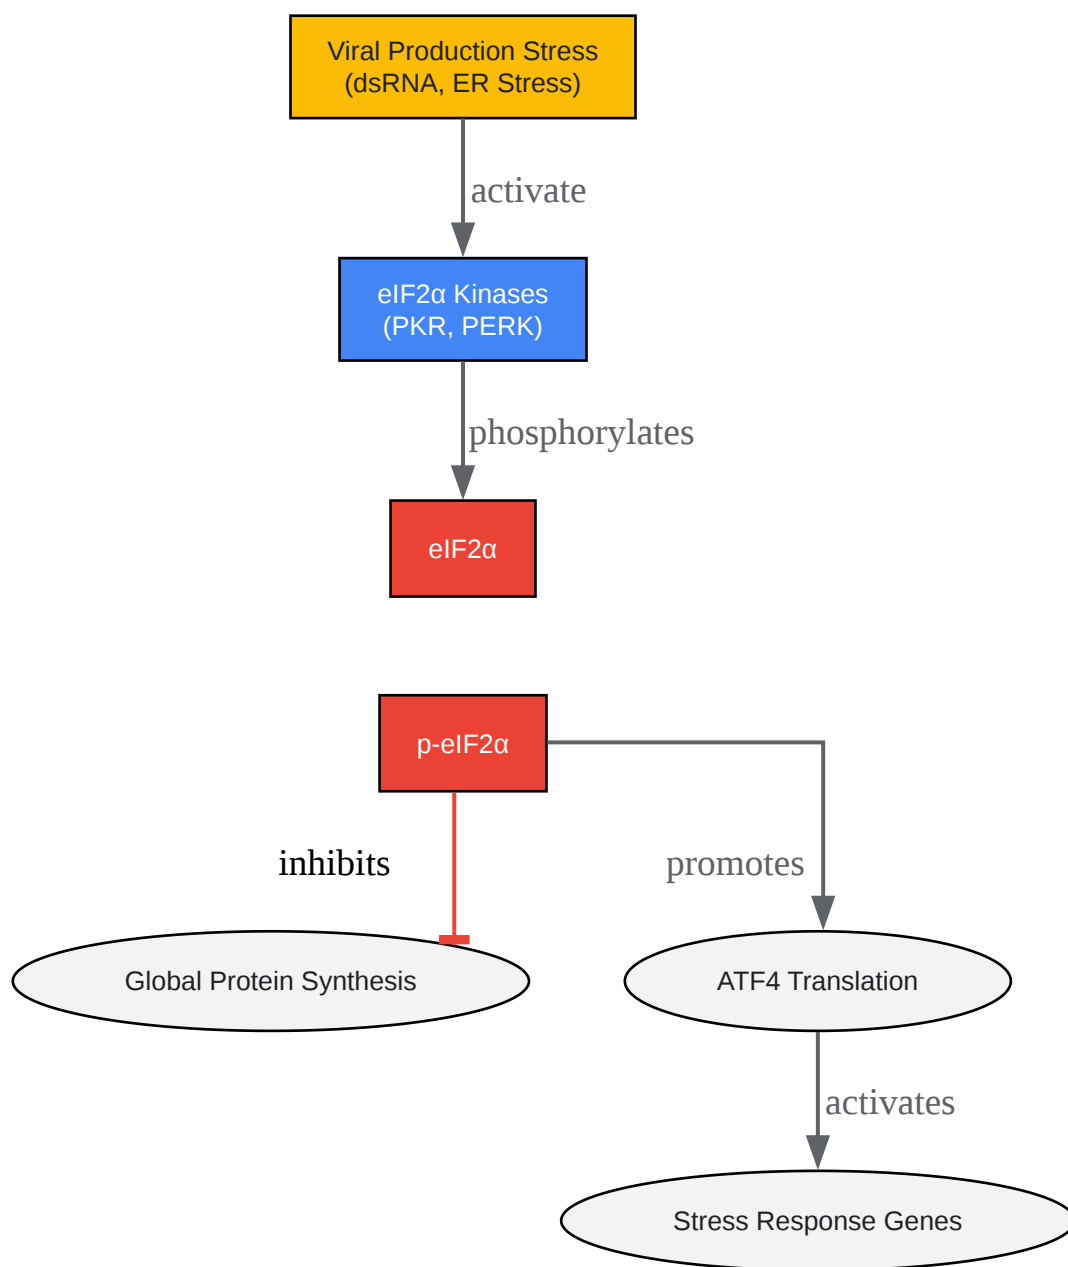 Viral Production Stress
(dsRNA, ER Stress)
activate
eIF2α Kinases
(PKR, PERK)
phosphorylates
eIF2α
p-eIF2α
inhibits
promotes
Global Protein Synthesis
ATF4 Translation
activates
Stress Response Genes